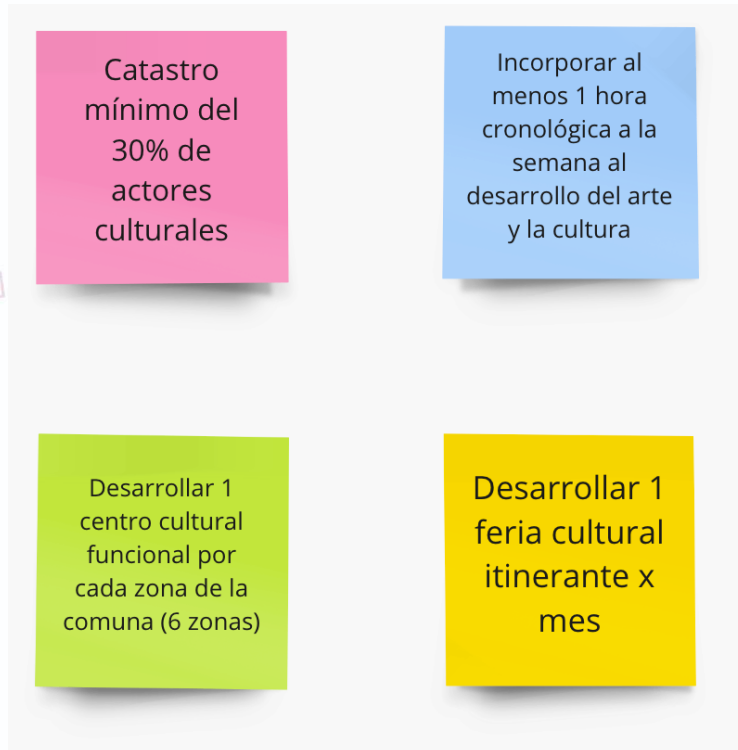 Catastro
mínimo del
30% de
actores
culturales
Incorporar al
menos 1 hora
cronológica a la
semana al
desarrollo del arte
y la cultura
Desarrollar 1
centro cultural
funcional por
cada zona de la
comuna (6 zonas)
Desarrollar 1
feria cultural
itinerante x
mes